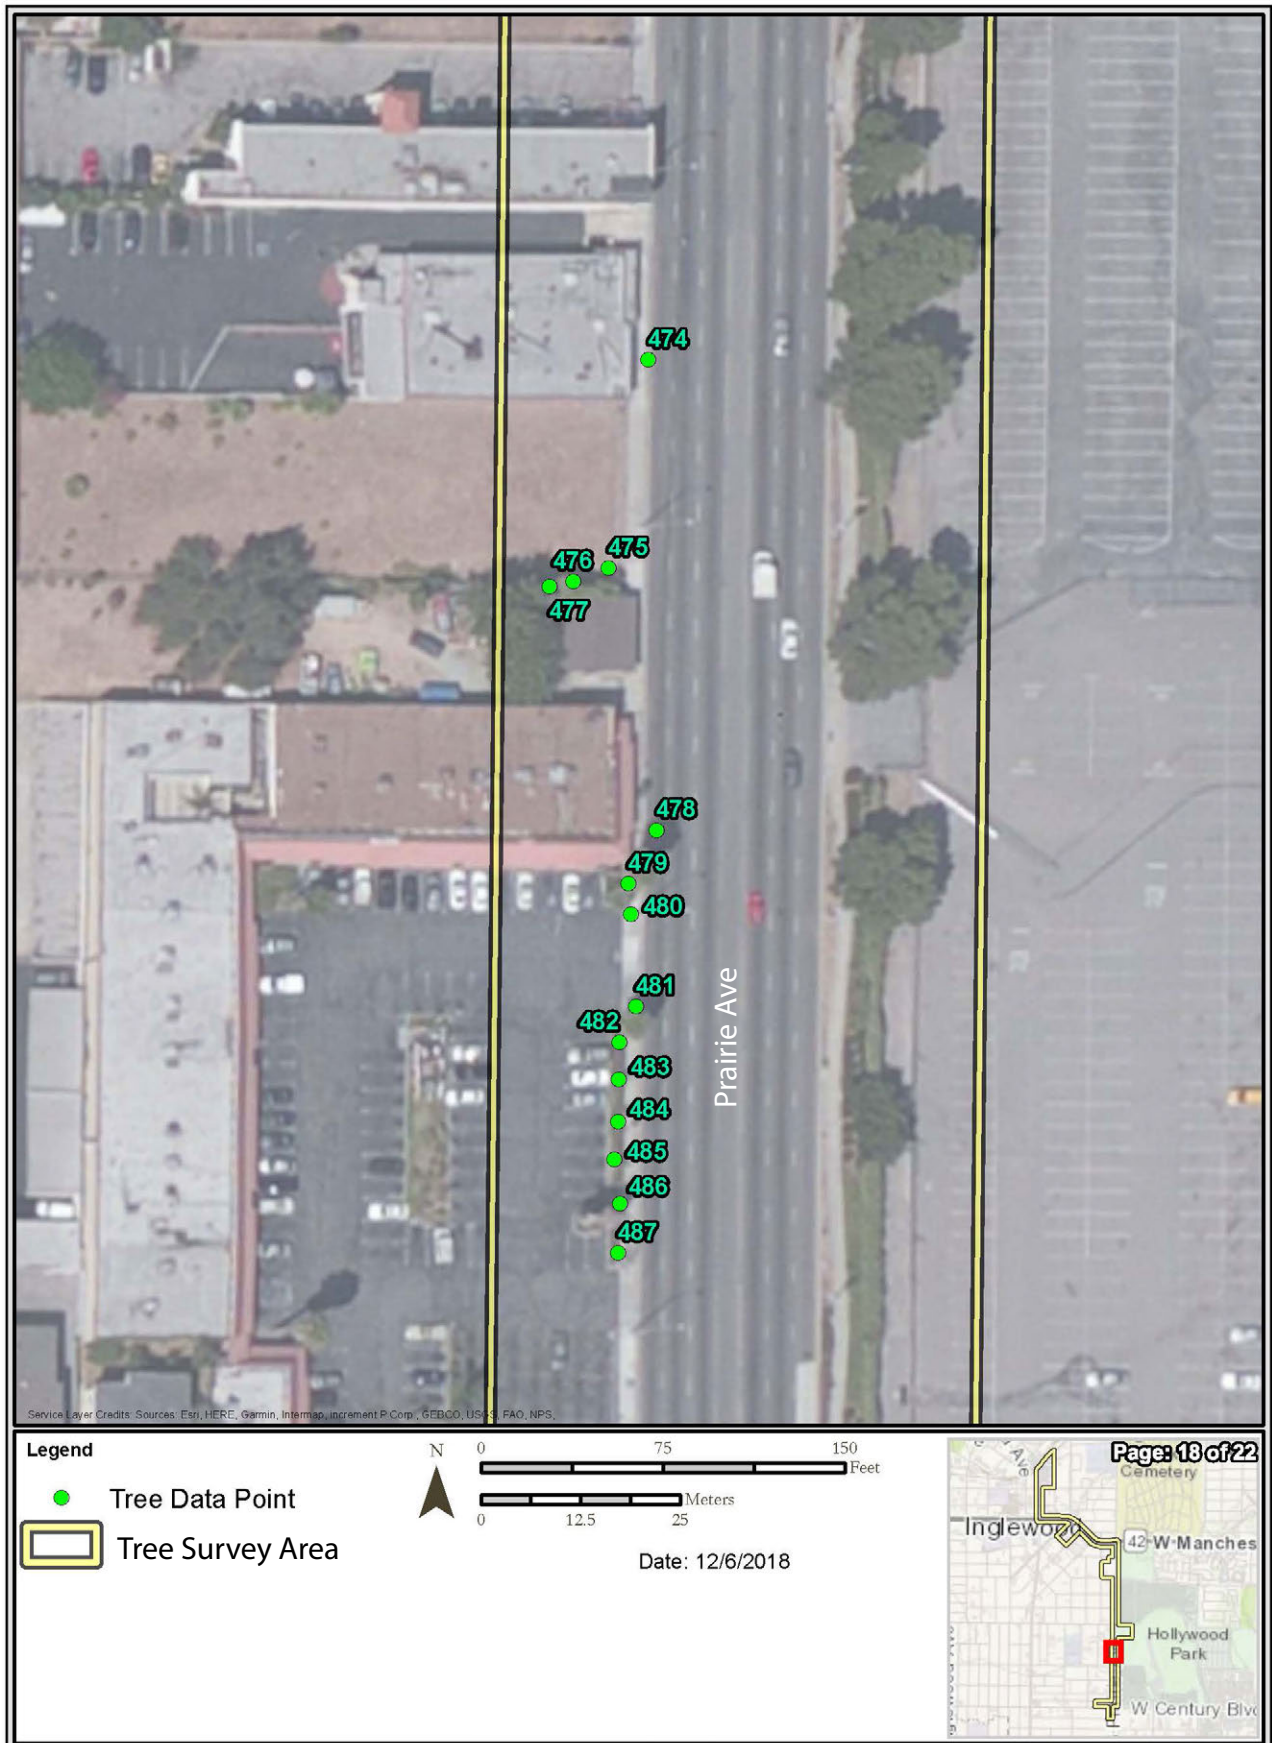 474
475
476
477
478
479
480
481
482
483
484
485
486
487
Prairie Ave
Service Layer Credits: Sources: Esri, HERE, Garmin, Intermap, increment P Corp., GEBCO, USGS, FAO, NPS,
Legend
Tree Data Point
Tree Survey Area
N
0 75 150
Feet
Meters
0 12.5 25
Date: 12/6/2018
Page: 18 of 22
Ave
Cemetery
Inglewood
42 W Manches
Hollywood
Park
W Century Blv